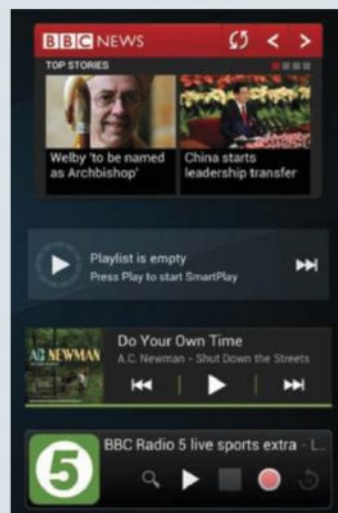 BBC NEWS
TOP STORIES
Welby 'to be named
as Archbishop'
China starts
leadership transfer
Playlist is empty
Press Play to start SmartPlay
AC NEWMAN
Do Your Own Time
A.C. Newman - Shut Down the Streets
5
BBC Radio 5 live sports extra - L...